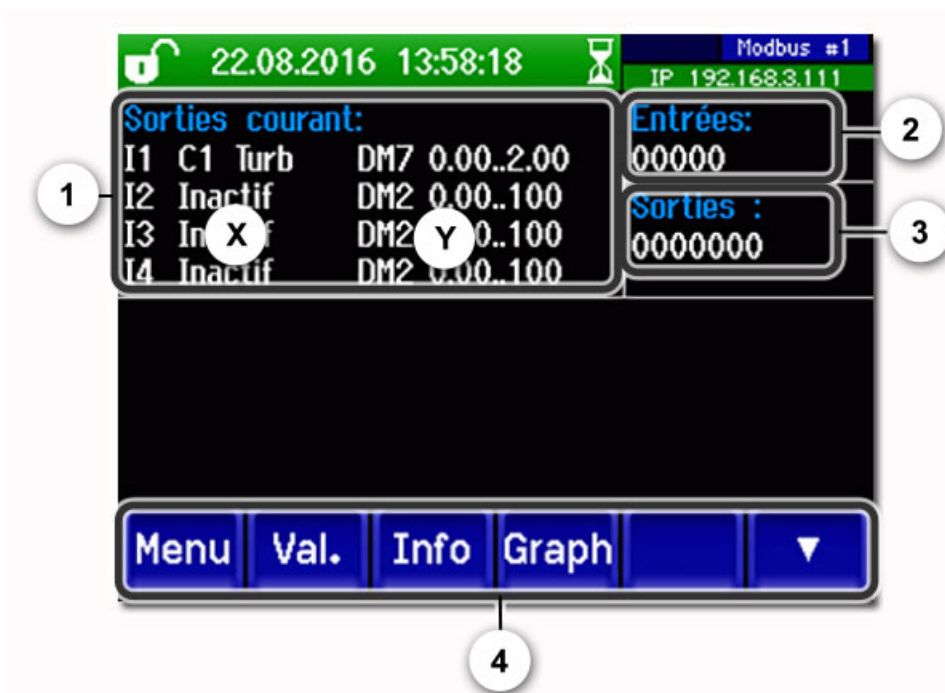 22.08.2016 13:58:18
Modbus #1
IP 192.168.3.111
Sorties courant:
I1 C1 Turb DM7 0.00..2.00
I2 Inactif DM2 0.00..100
I3 DM2 0..100
I4 Inactif DM2 0.00..100
X
Y
Entrées:
00000
Sorties :
0000000
1
2
3
Menu Val. Info Graph ▼
4